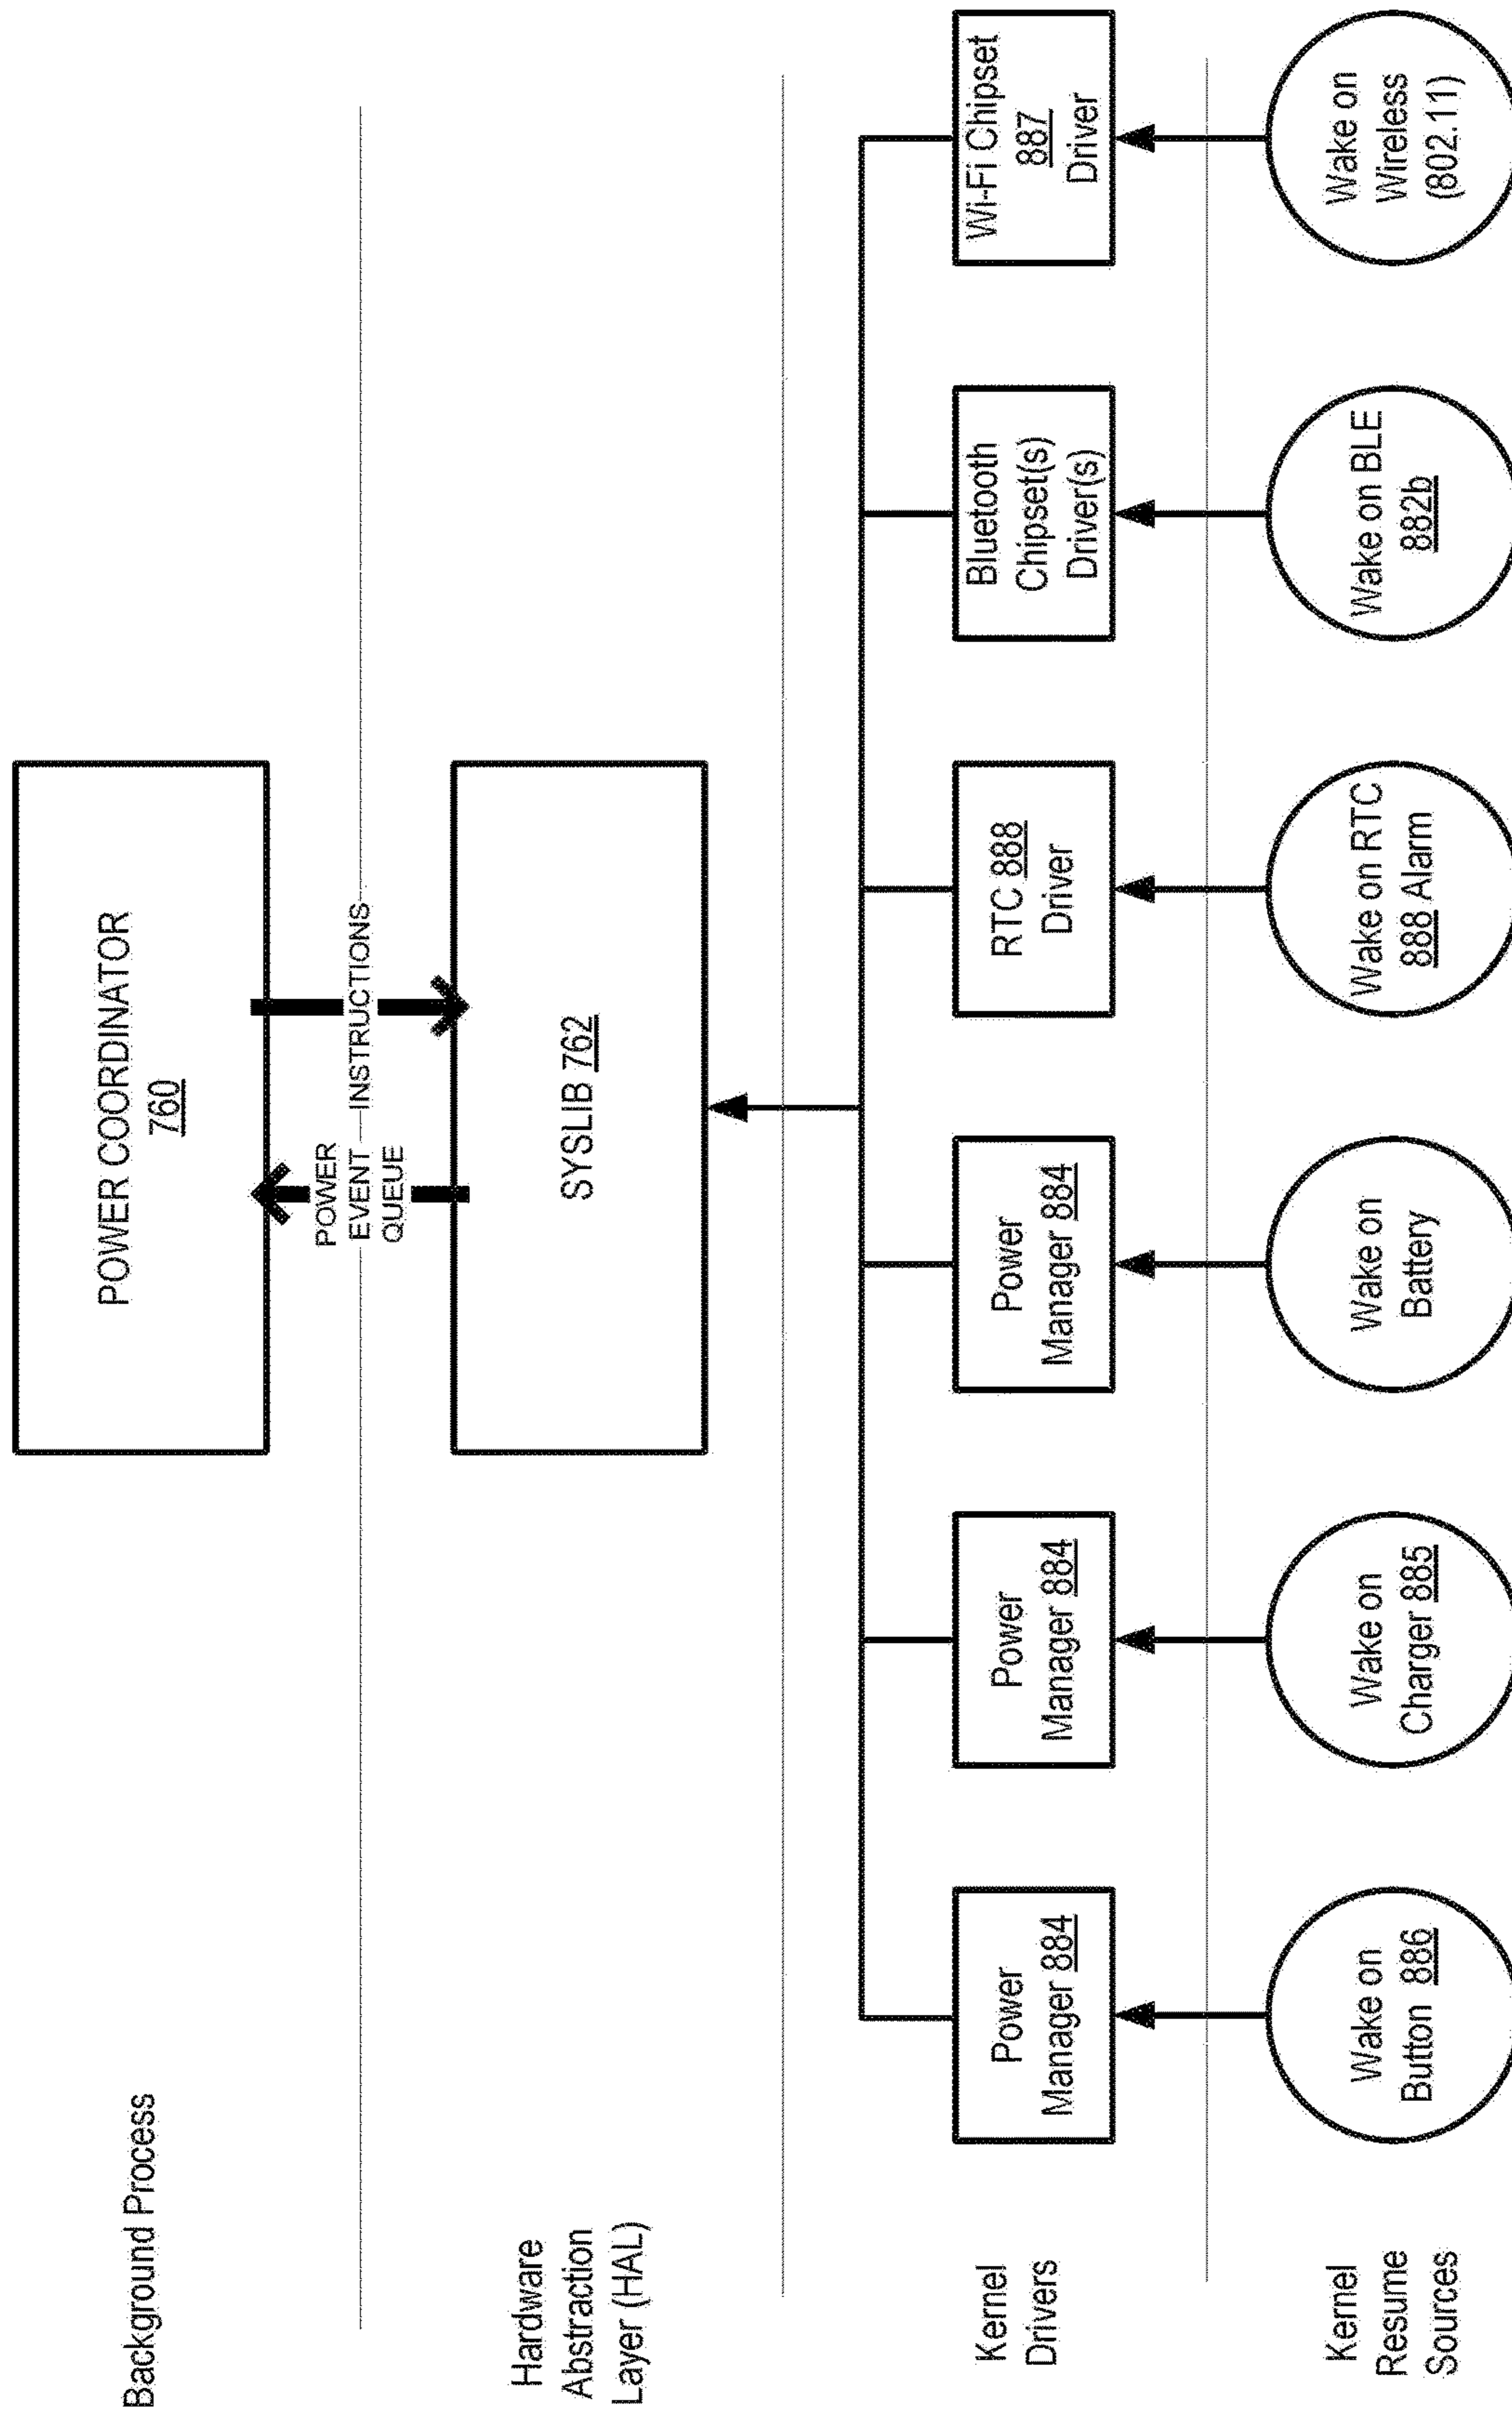 Background Process
POWER COORDINATOR
760
POWER
EVENT
QUEUE
INSTRUCTIONS
Hardware
Abstraction
Layer (HAL)
SYSLIB 762
Kernel
Drivers
Power
Manager 884
Power
Manager 884
Power
Manager 884
RTC 888
Driver
Bluetooth
Chipset(s)
Driver(s)
Wi-Fi Chipset
887
Driver
Kernel
Resume
Sources
Wake on
Button 886
Wake on
Charger 885
Wake on
Battery
Wake on RTC
888 Alarm
Wake on BLE
882b
Wake on
Wireless
(802.11)